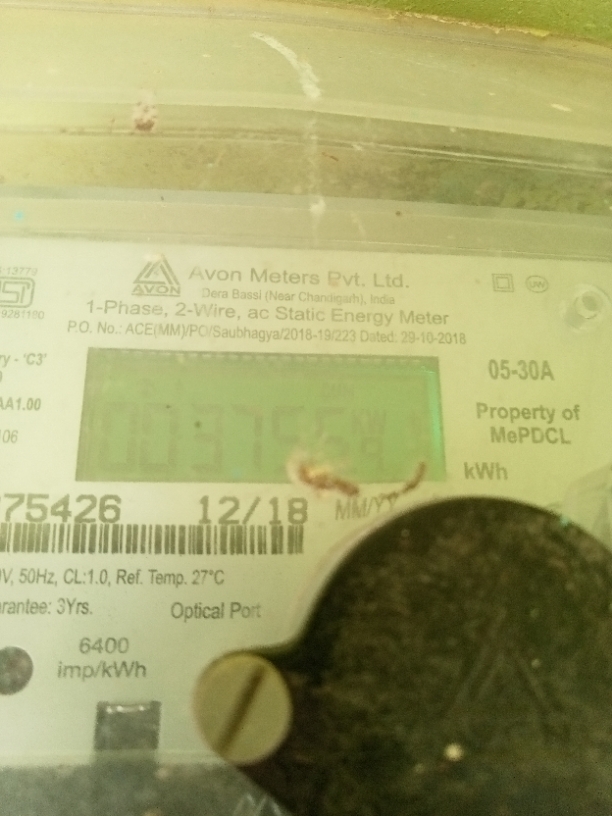 AVON
Avon Meters Pvt. Ltd.
Dera Bassi (Near Chandigarh), India
1-Phase, 2-Wire, ac Static Energy Meter
P.O. No.: ACE(MM)/PO/Saubhagya/2018-19/223 Dated: 29-10-2018
05-30A
Property of
MePDCL
kWh
75426 12/18 MM/YY
50Hz, CL:1.0, Ref. Temp. 27°C
3Yrs. Optical Port
6400
imp/kWh